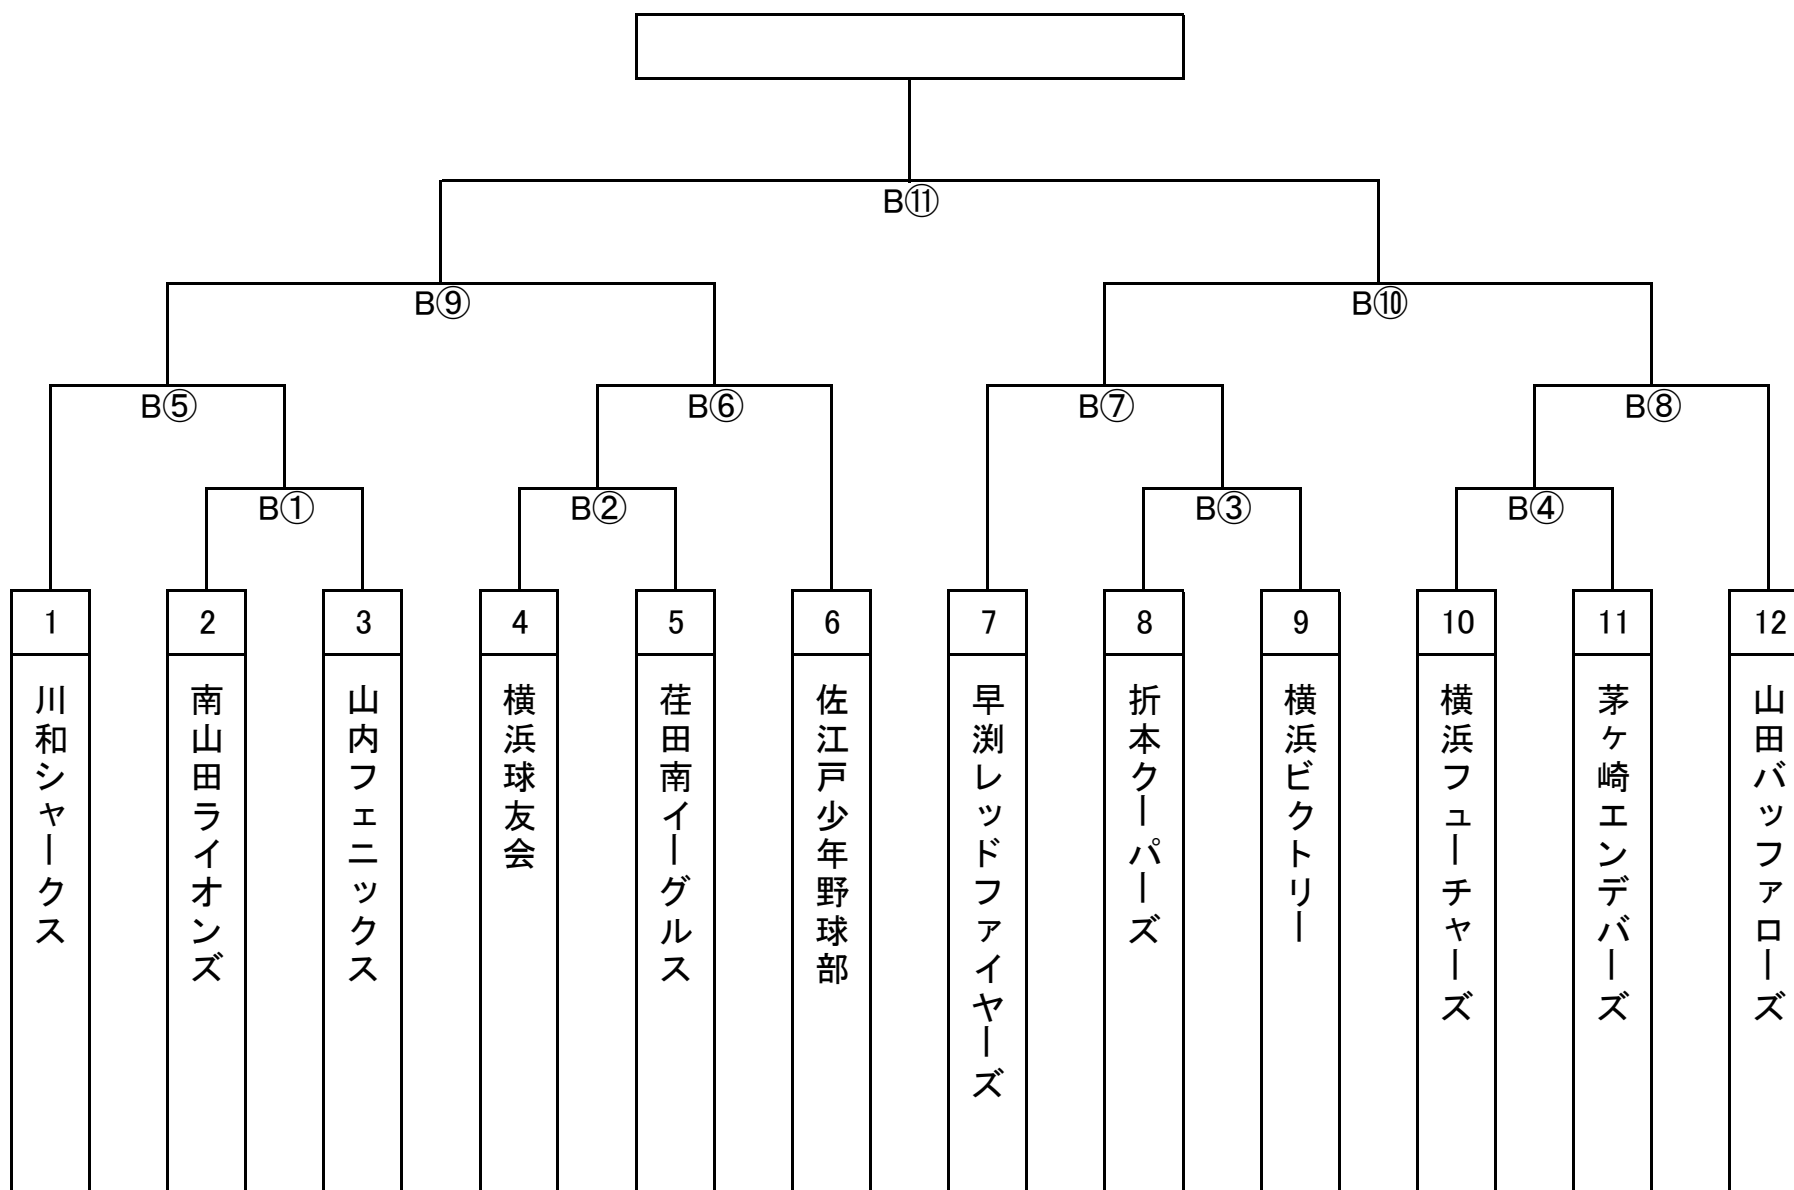 B⑪
B⑨
B⑩
B⑤
B⑥
B⑦
B⑧
B①
B②
B③
B④
1
2
3
4
5
6
7
8
9
10
11
12
川和シャークス
南山田ライオンズ
山内フェニックス
横浜球友会
荏田南イーグルス
佐江戸少年野球部
早渕レッドファイヤーズ
折本クーパーズ
横浜ビクトリー
横浜フューチャーズ
茅ヶ崎エンデバーズ
山田バッファローズ